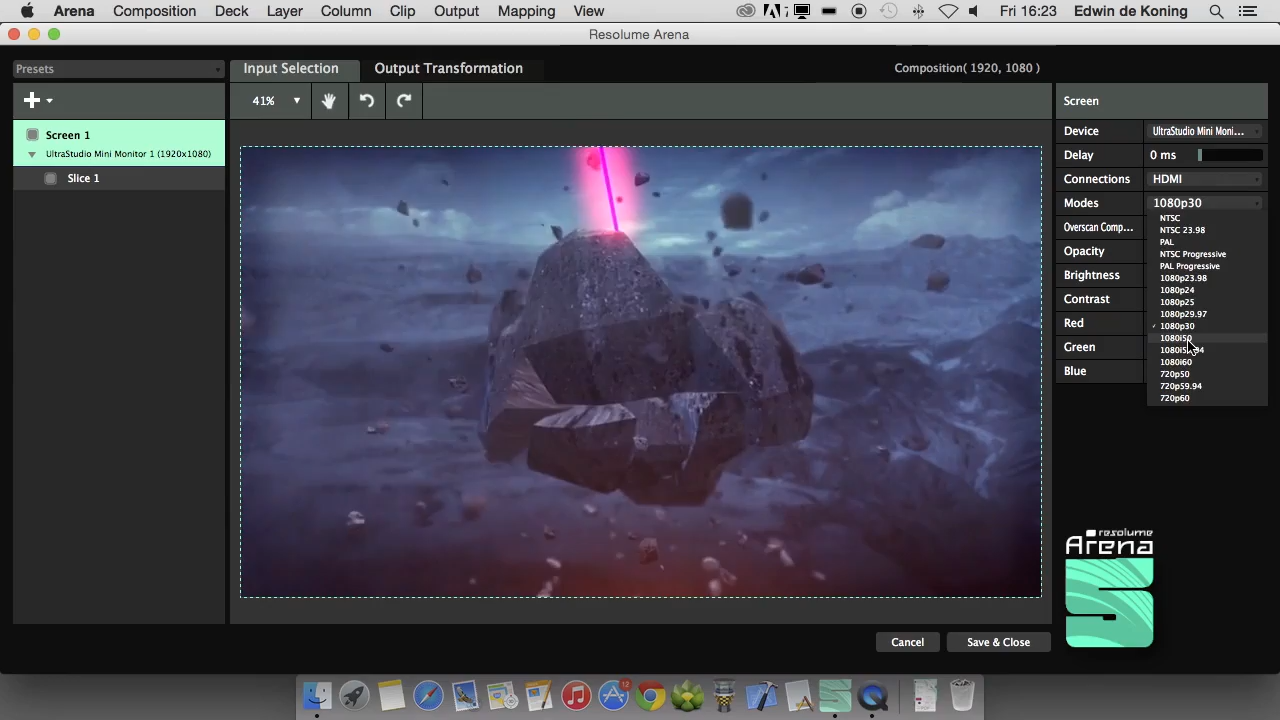 Arena Composition Deck Layer Column Clip Output Mapping View 7 Fri 16:23 Edwin de Koning
Resolume Arena
Presets
Input Selection Output Transformation Composition( 1920, 1080 )
41%
Screen
Screen 1
UltraStudio Mini Monitor 1 (1920x1080)
Slice 1
Device UltraStudio Mini Moni...
Delay 0 ms
Connections HDMI
Modes 1080p30
Overscan Comp...
Opacity
Brightness
Contrast
Red
Green
Blue
NTSC
NTSC 23.98
PAL
NTSC Progressive
PAL Progressive
1080p23.98
1080p24
1080p25
1080p29.97
✓ 1080p30
1080i50
1080i60
720p50
720p59.94
720p60
resolume
Arena
5
Cancel Save & Close
12